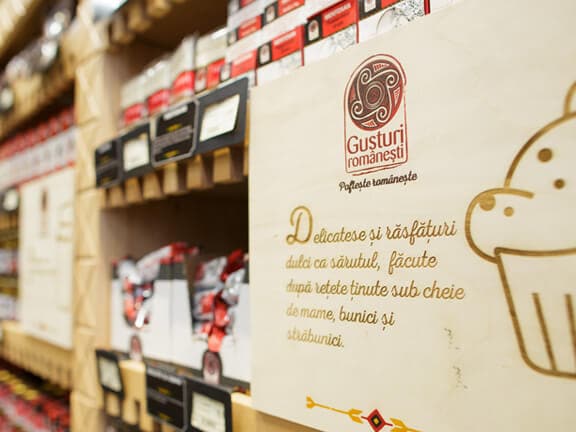 Gusturi
românești
Poftește românește
Delicatese și răsfățuri
dulci ca sărutul, făcute
după rețete ținute sub cheie
de mame, bunici și
străbunici.